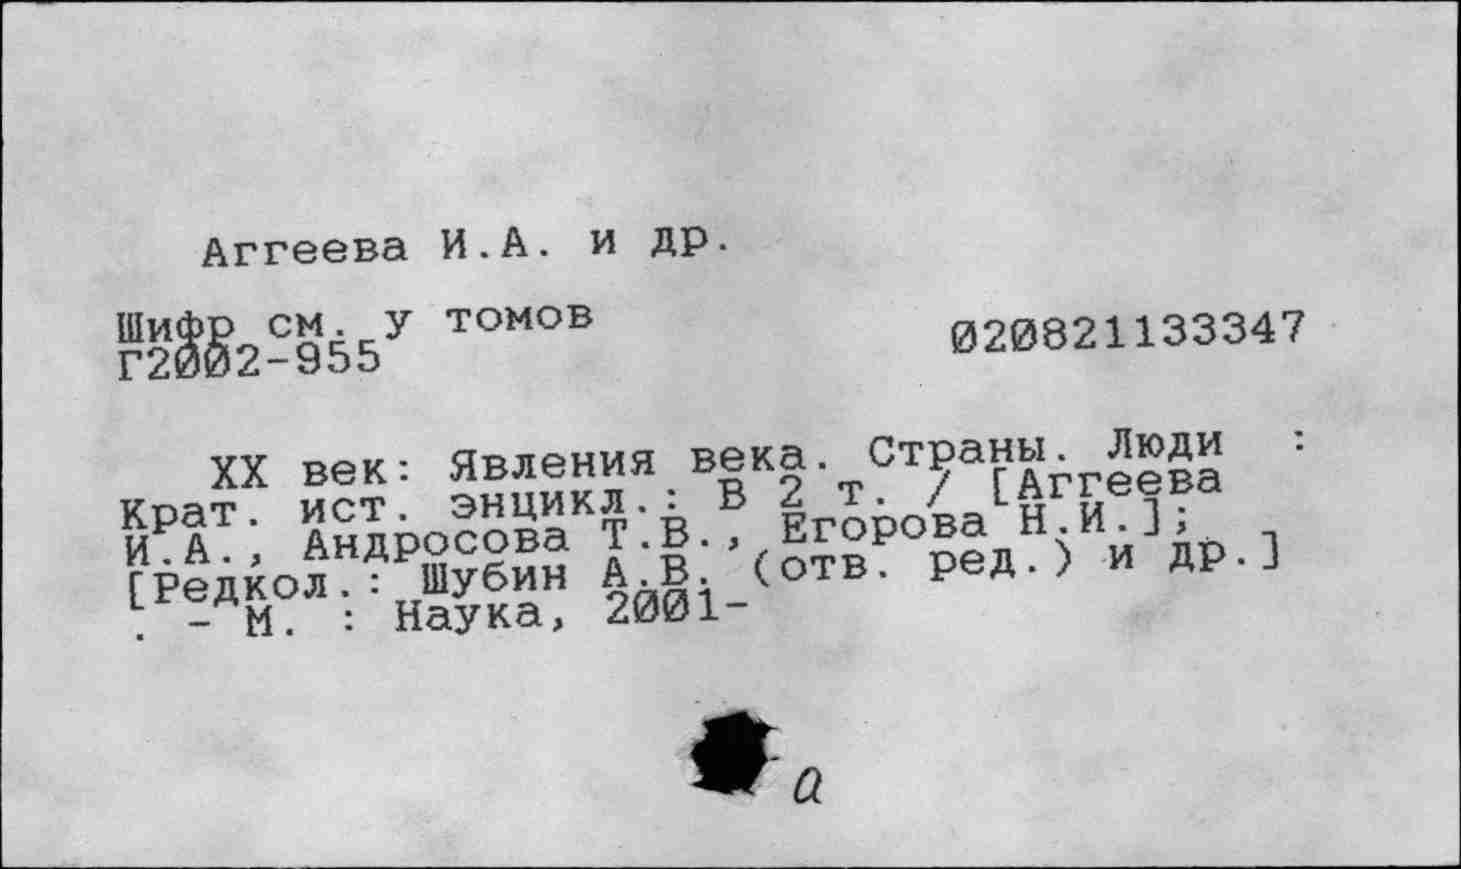 Аггеева И.А. и др.
Шифр см. у томов
Г2002-955
020821133347
ХХ век: Явления века. Страны. Люди :
Крат. ист. энцикл.: В 2 т. / [Аггеева
И.А., Андросова Т.В., Егорова Н.И.];
[Редкол.: Шубин А.В. (отв. ред.) и др.]
. - М. : Наука, 2001-
а